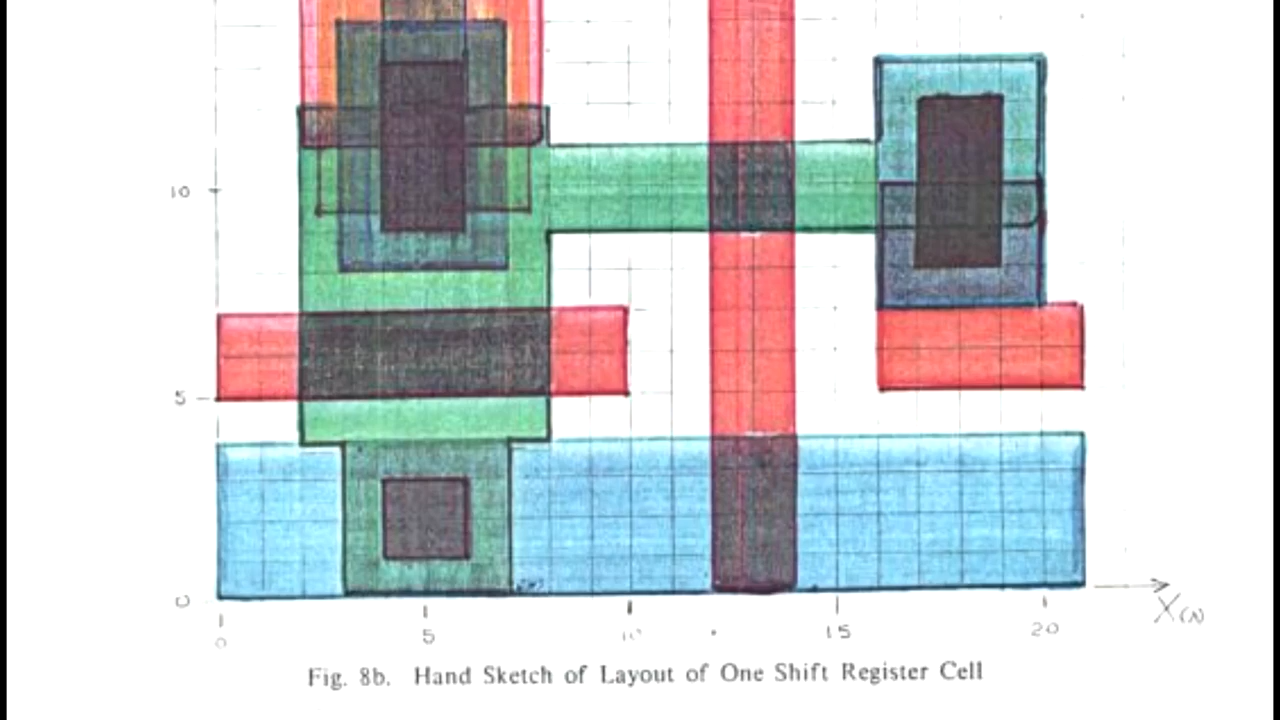 10
5
0
0 5 10 15 20 X(λ)
Fig. 8b. Hand Sketch of Layout of One Shift Register Cell